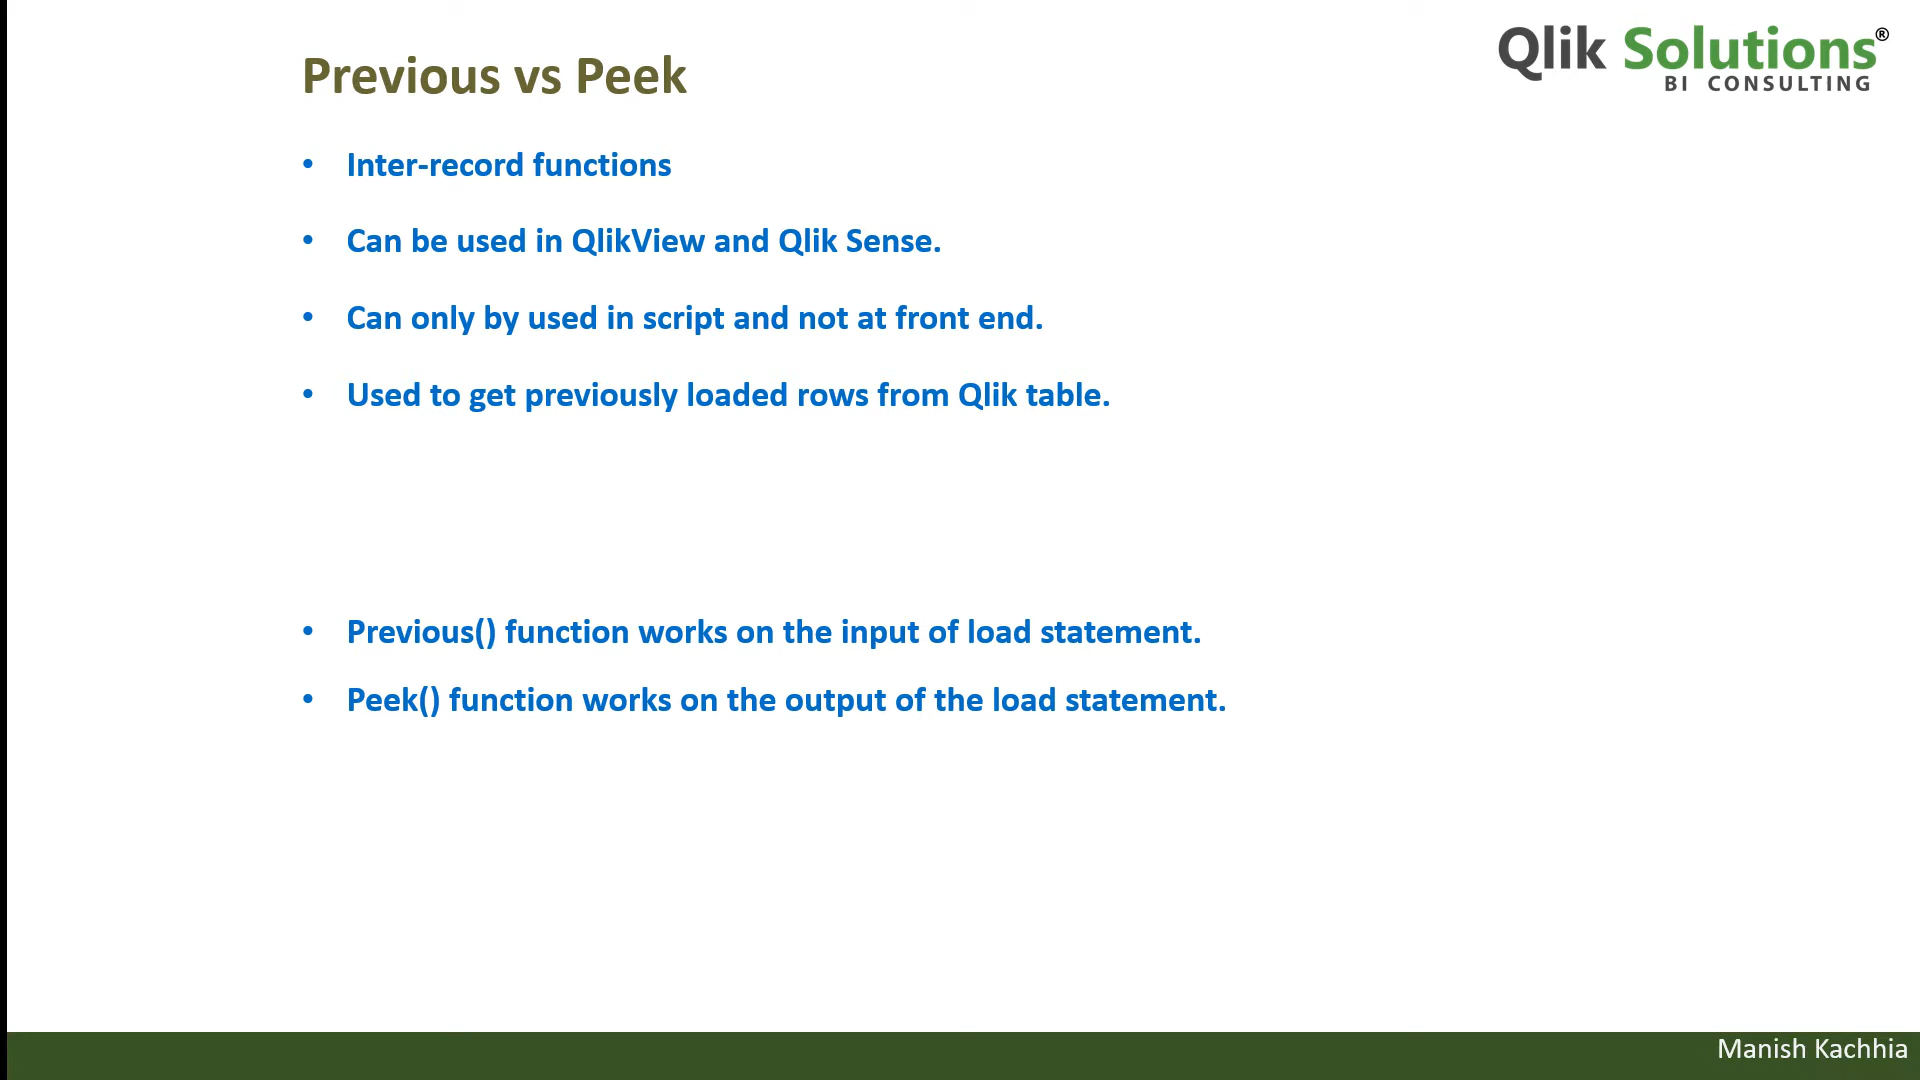 Qlik Solutions®
BI CONSULTING
Previous vs Peek
• Inter-record functions
• Can be used in QlikView and Qlik Sense.
• Can only by used in script and not at front end.
• Used to get previously loaded rows from Qlik table.
• Previous() function works on the input of load statement.
• Peek() function works on the output of the load statement.
Manish Kachhia